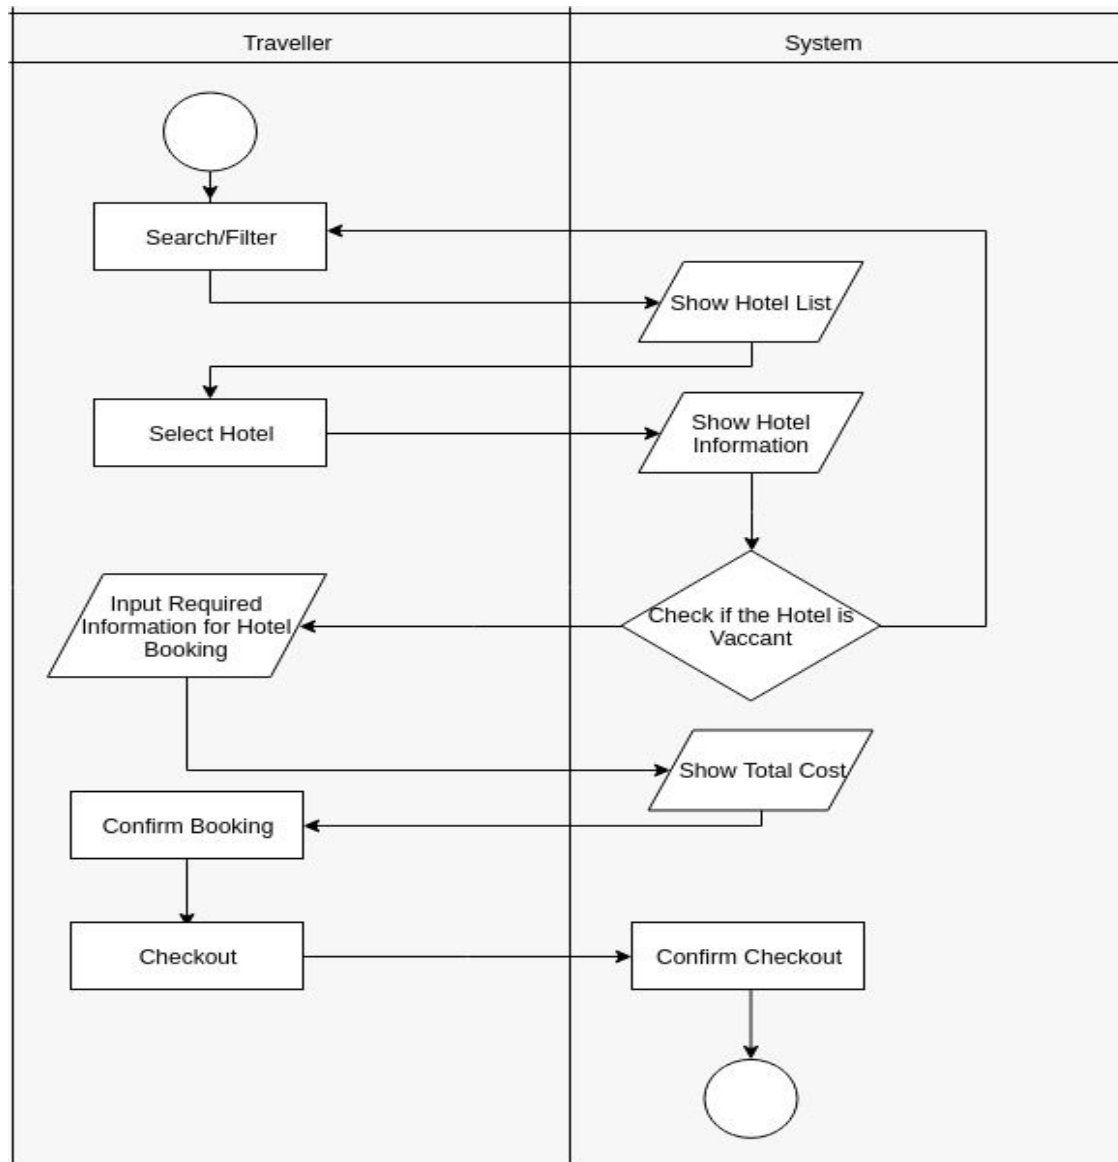 Traveller
System
Search/Filter
Show Hotel List
Select Hotel
Show Hotel
Information
Check if the Hotel is
Vaccant
Input Required
Information for Hotel
Booking
Show Total Cost
Confirm Booking
Checkout
Confirm Checkout